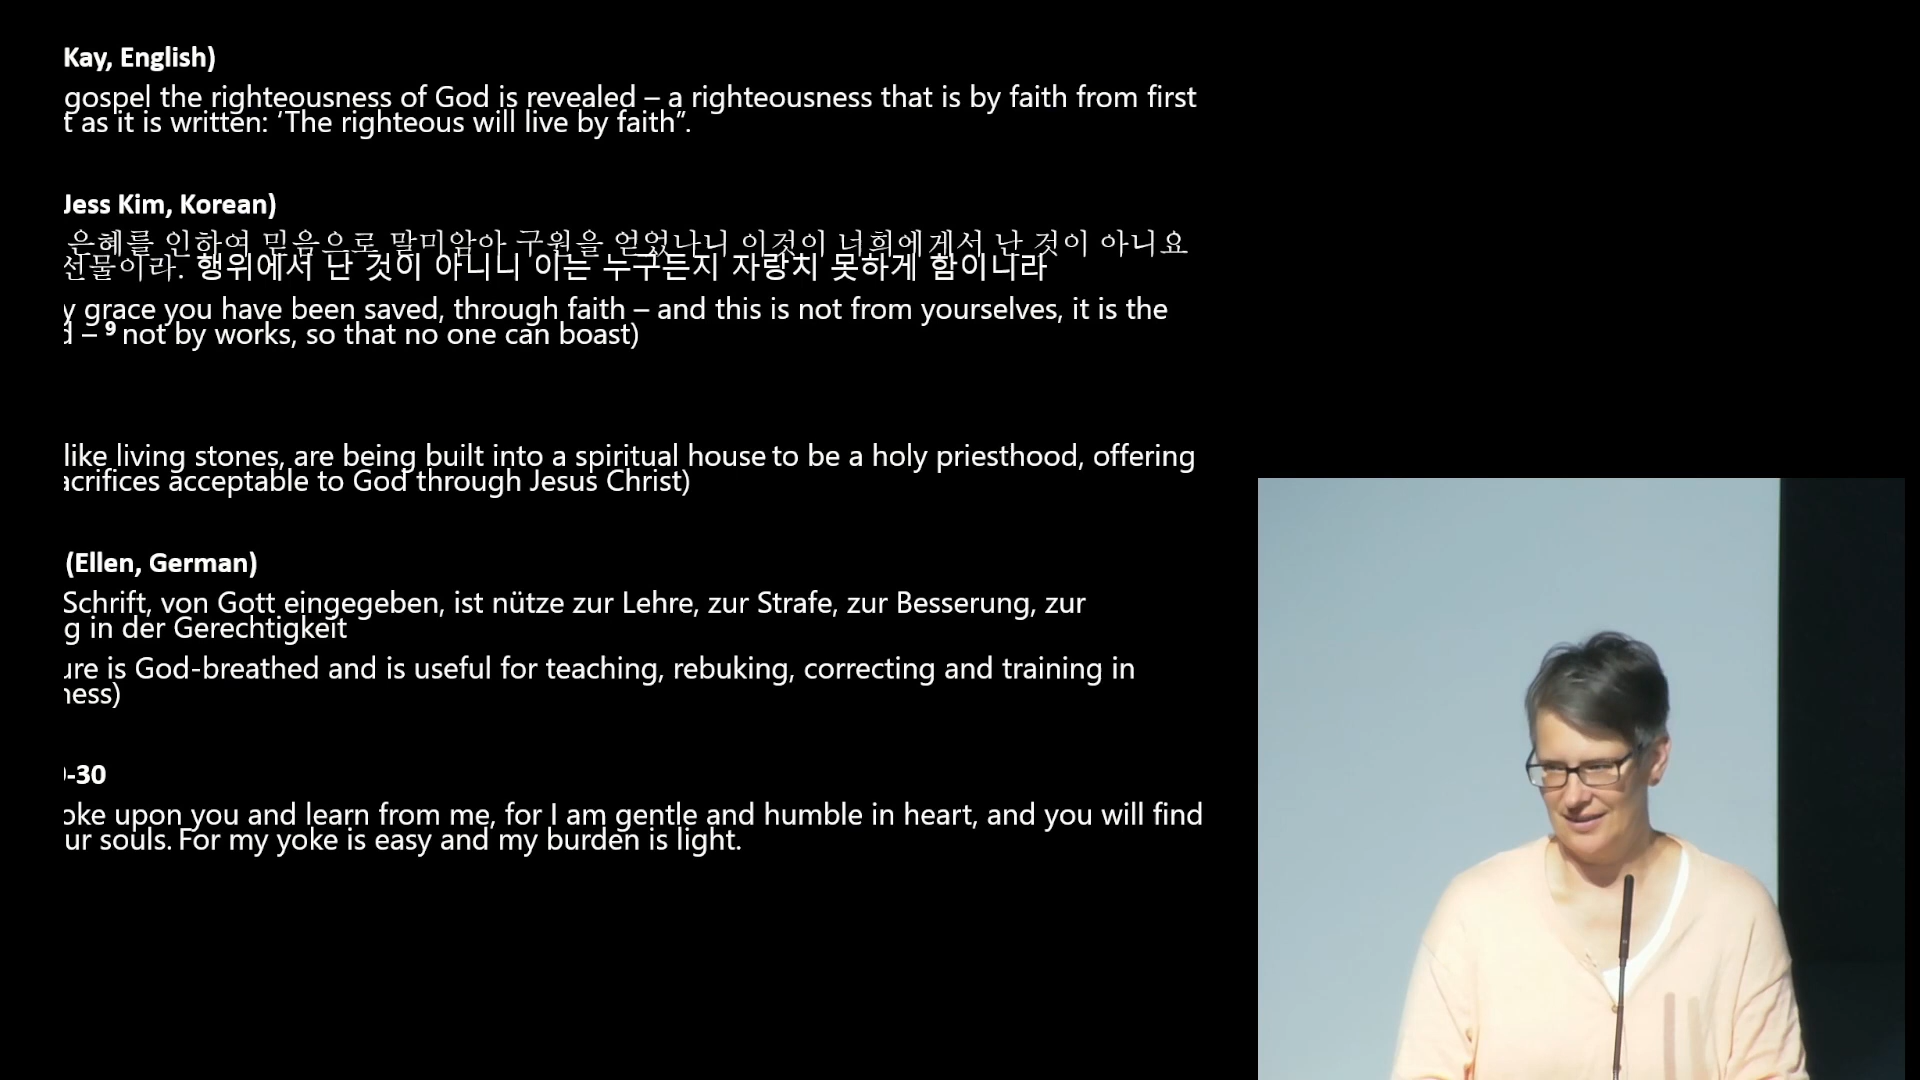 Kay, English)
gospel the righteousness of God is revealed – a righteousness that is by faith from first
as it is written: ‘The righteous will live by faith”.
Jess Kim, Korean)
은혜를 인하여 믿음으로 말미암아 구원을 얻었나니 이것이 너희에게서 난 것이 아니요
선물이라. 행위에서 난 것이 아니니 이는 누구든지 자랑치 못하게 함이니라
grace you have been saved, through faith – and this is not from yourselves, it is the
– 9 not by works, so that no one can boast)
like living stones, are being built into a spiritual house to be a holy priesthood, offering
acrifices acceptable to God through Jesus Christ)
(Ellen, German)
Schrift, von Gott eingegeben, ist nütze zur Lehre, zur Strafe, zur Besserung, zur
g in der Gerechtigkeit
ure is God-breathed and is useful for teaching, rebuking, correcting and training in
ness)
-30
oke upon you and learn from me, for I am gentle and humble in heart, and you will find
ur souls. For my yoke is easy and my burden is light.